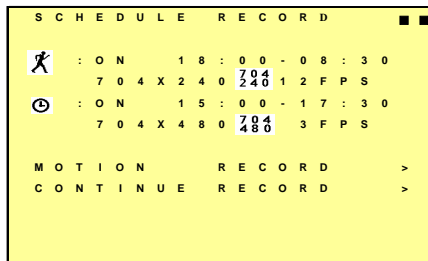 SCHEDULE RECORD
: ON 18:00-08:30
704X240 704 240 12FPS
: ON 15:00-17:30
704X480 704 480 3FPS
MOTION RECORD >
CONTINUE RECORD >